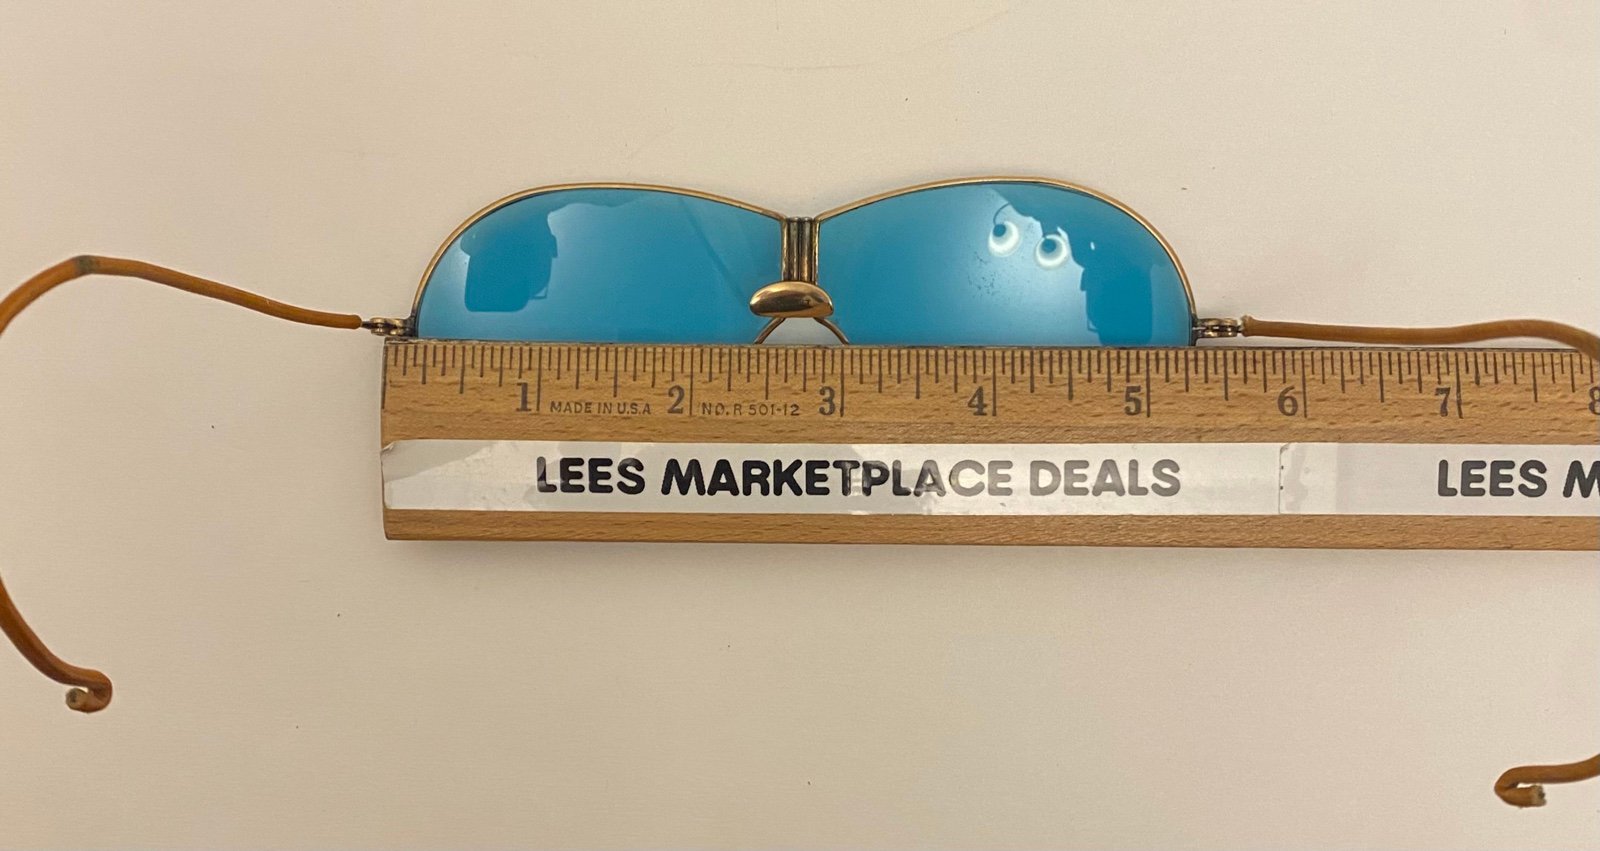 1 MADE IN U.S.A 2 NO. R 501-12 3 4 5 6 7 8
LEES MARKETPLACE DEALS LEES M